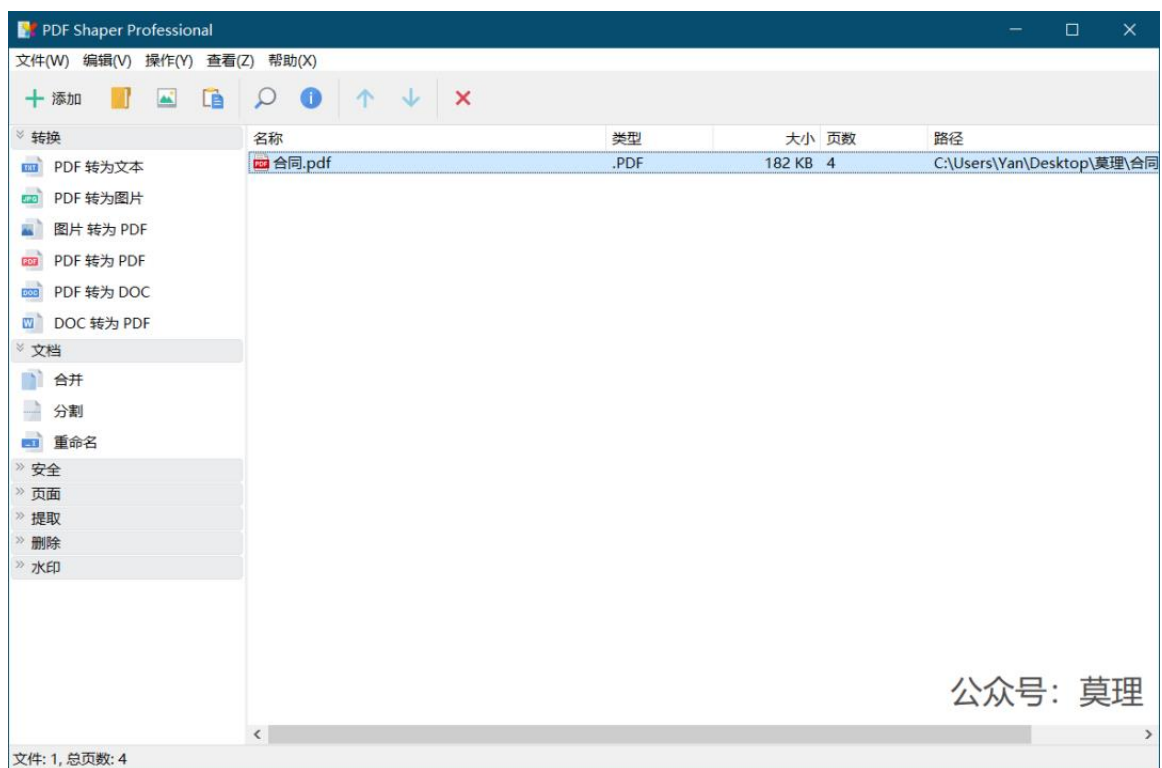 PDF Shaper Professional
文件(W) 编辑(V) 操作(Y) 查看(Z) 帮助(X)
添加
转换
PDF 转为文本
PDF 转为图片
图片 转为 PDF
PDF 转为 PDF
PDF 转为 DOC
DOC 转为 PDF
文档
合并
分割
重命名
安全
页面
提取
删除
水印
名称 类型 大小 页数 路径
合同.pdf .PDF 182 KB 4 C:\Users\Yan\Desktop\莫理\合同
公众号：莫理
文件: 1, 总页数: 4